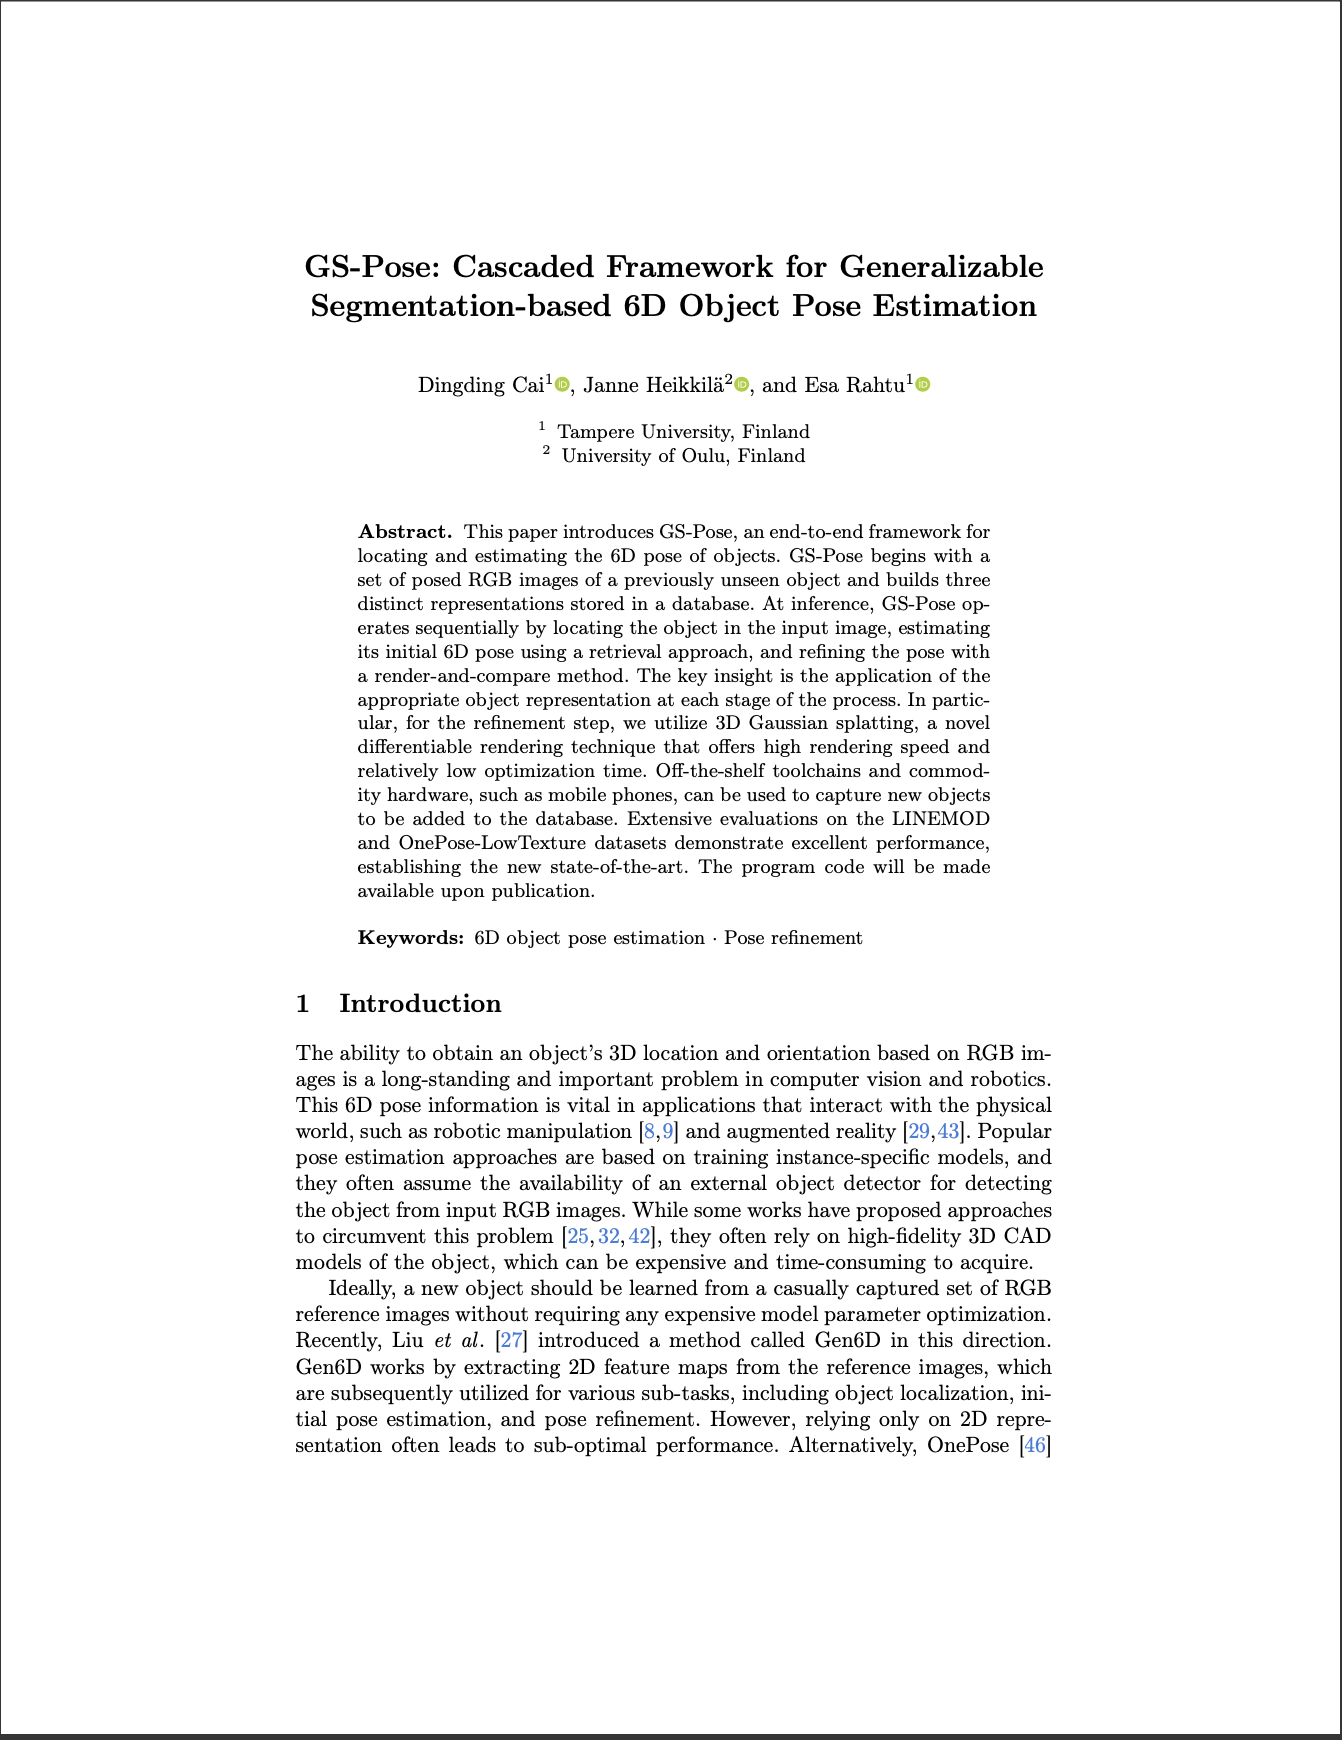 GS-Pose: Cascaded Framework for Generalizable
Segmentation-based 6D Object Pose Estimation
Dingding Cai¹, Janne Heikkilä², and Esa Rahtu¹
¹ Tampere University, Finland
² University of Oulu, Finland
Abstract. This paper introduces GS-Pose, an end-to-end framework for
locating and estimating the 6D pose of objects. GS-Pose begins with a
set of posed RGB images of a previously unseen object and builds three
distinct representations stored in a database. At inference, GS-Pose op-
erates sequentially by locating the object in the input image, estimating
its initial 6D pose using a retrieval approach, and refining the pose with
a render-and-compare method. The key insight is the application of the
appropriate object representation at each stage of the process. In partic-
ular, for the refinement step, we utilize 3D Gaussian splatting, a novel
differentiable rendering technique that offers high rendering speed and
relatively low optimization time. Off-the-shelf toolchains and commod-
ity hardware, such as mobile phones, can be used to capture new objects
to be added to the database. Extensive evaluations on the LINEMOD
and OnePose-LowTexture datasets demonstrate excellent performance,
establishing the new state-of-the-art. The program code will be made
available upon publication.
Keywords: 6D object pose estimation · Pose refinement
1 Introduction
The ability to obtain an object's 3D location and orientation based on RGB im-
ages is a long-standing and important problem in computer vision and robotics.
This 6D pose information is vital in applications that interact with the physical
world, such as robotic manipulation [8,9] and augmented reality [29,43]. Popular
pose estimation approaches are based on training instance-specific models, and
they often assume the availability of an external object detector for detecting
the object from input RGB images. While some works have proposed approaches
to circumvent this problem [25,32,42], they often rely on high-fidelity 3D CAD
models of the object, which can be expensive and time-consuming to acquire.
Ideally, a new object should be learned from a casually captured set of RGB
reference images without requiring any expensive model parameter optimization.
Recently, Liu et al. [27] introduced a method called Gen6D in this direction.
Gen6D works by extracting 2D feature maps from the reference images, which
are subsequently utilized for various sub-tasks, including object localization, ini-
tial pose estimation, and pose refinement. However, relying only on 2D repre-
sentation often leads to sub-optimal performance. Alternatively, OnePose [46]